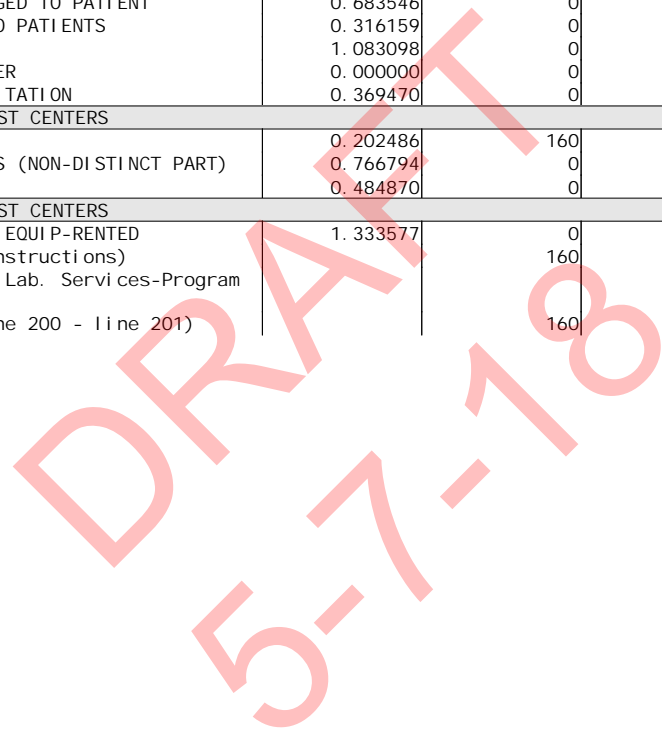 GED TO PATIENT 0.683546 0
O PATIENTS 0.316159 0
1.083098 0
ER 0.000000 0
TATION 0.369470 0
ST CENTERS
0.202486 160
S (NON-DISTINCT PART) 0.766794 0
0.484870 0
ST CENTERS
EQUIP-RENTED 1.333577 0
nstructions) 160
Lab. Services-Program
ne 200 - line 201) 160
DRAFT
5-7-18